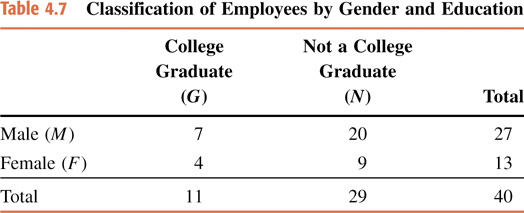 Table 4.7 Classification of Employees by Gender and Education
College Not a College
Graduate Graduate
(G) (N) Total
Male (M) 7 20 27
Female (F) 4 9 13
Total 11 29 40